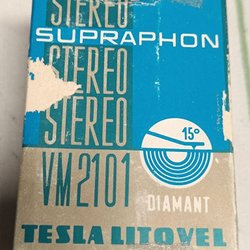 STEREO
SUPRAPHON
STEREO
STEREO
15°
VM2101
DIAMANT
TESLA LITOVEL